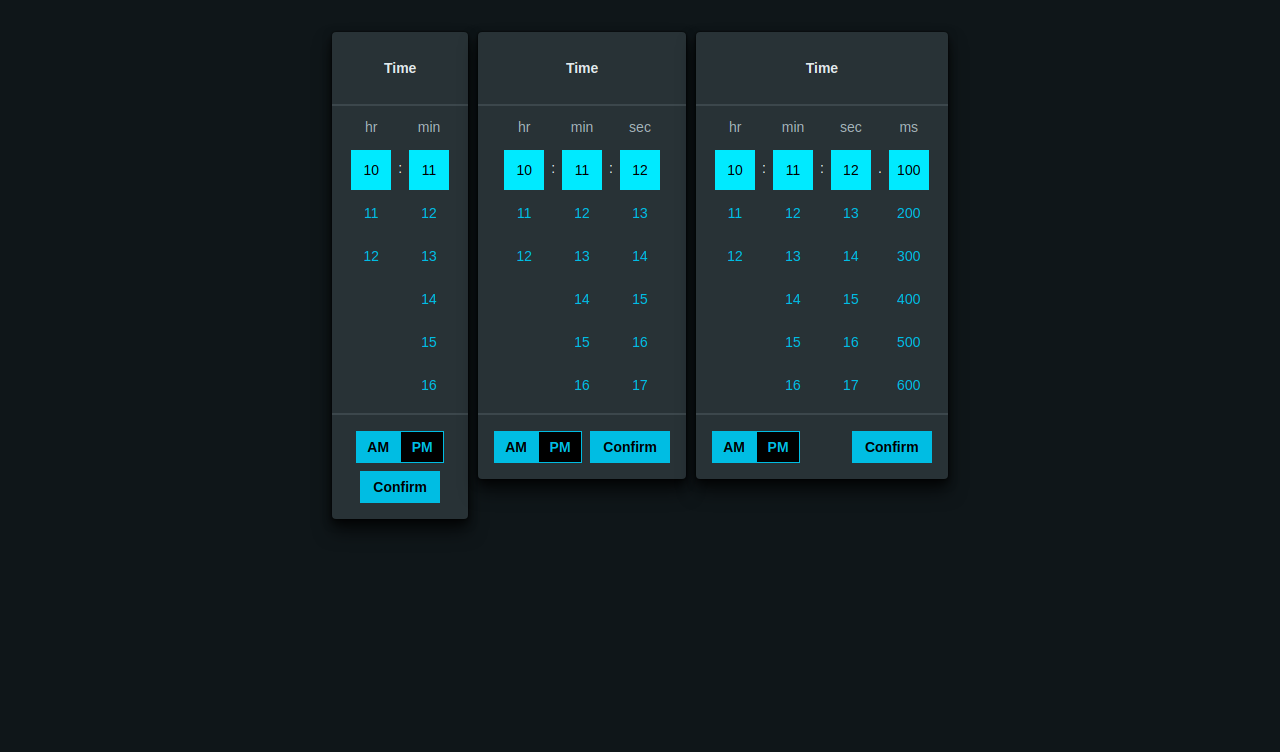 Time
hr min
10 : 11
11 12
12 13
14
15
16
AM PM
Confirm
Time
hr min sec
10 : 11 : 12
11 12 13
12 13 14
14 15
15 16
16 17
AM PM Confirm
Time
hr min sec ms
10 : 11 : 12 . 100
11 12 13 200
12 13 14 300
14 15 400
15 16 500
16 17 600
AM PM Confirm